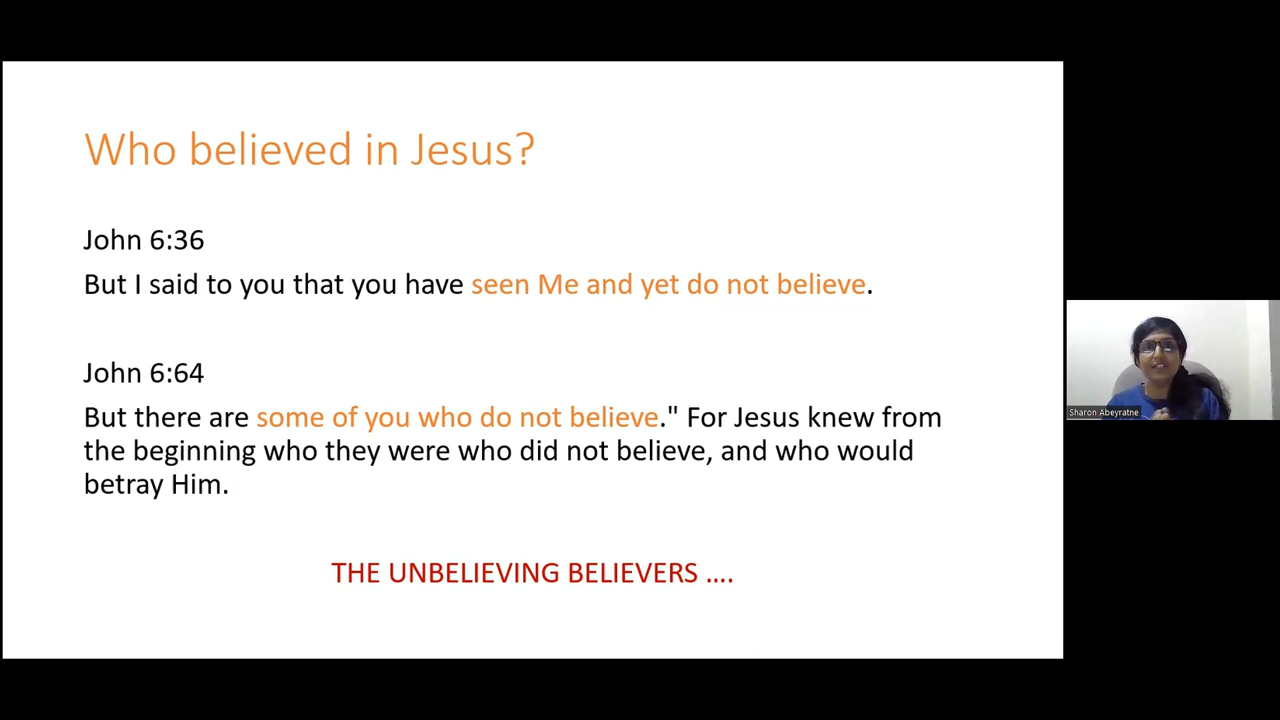 Who believed in Jesus?
John 6:36
But I said to you that you have seen Me and yet do not believe.
John 6:64
But there are some of you who do not believe." For Jesus knew from
the beginning who they were who did not believe, and who would
betray Him.
THE UNBELIEVING BELIEVERS ....
Sharon Abeyratne